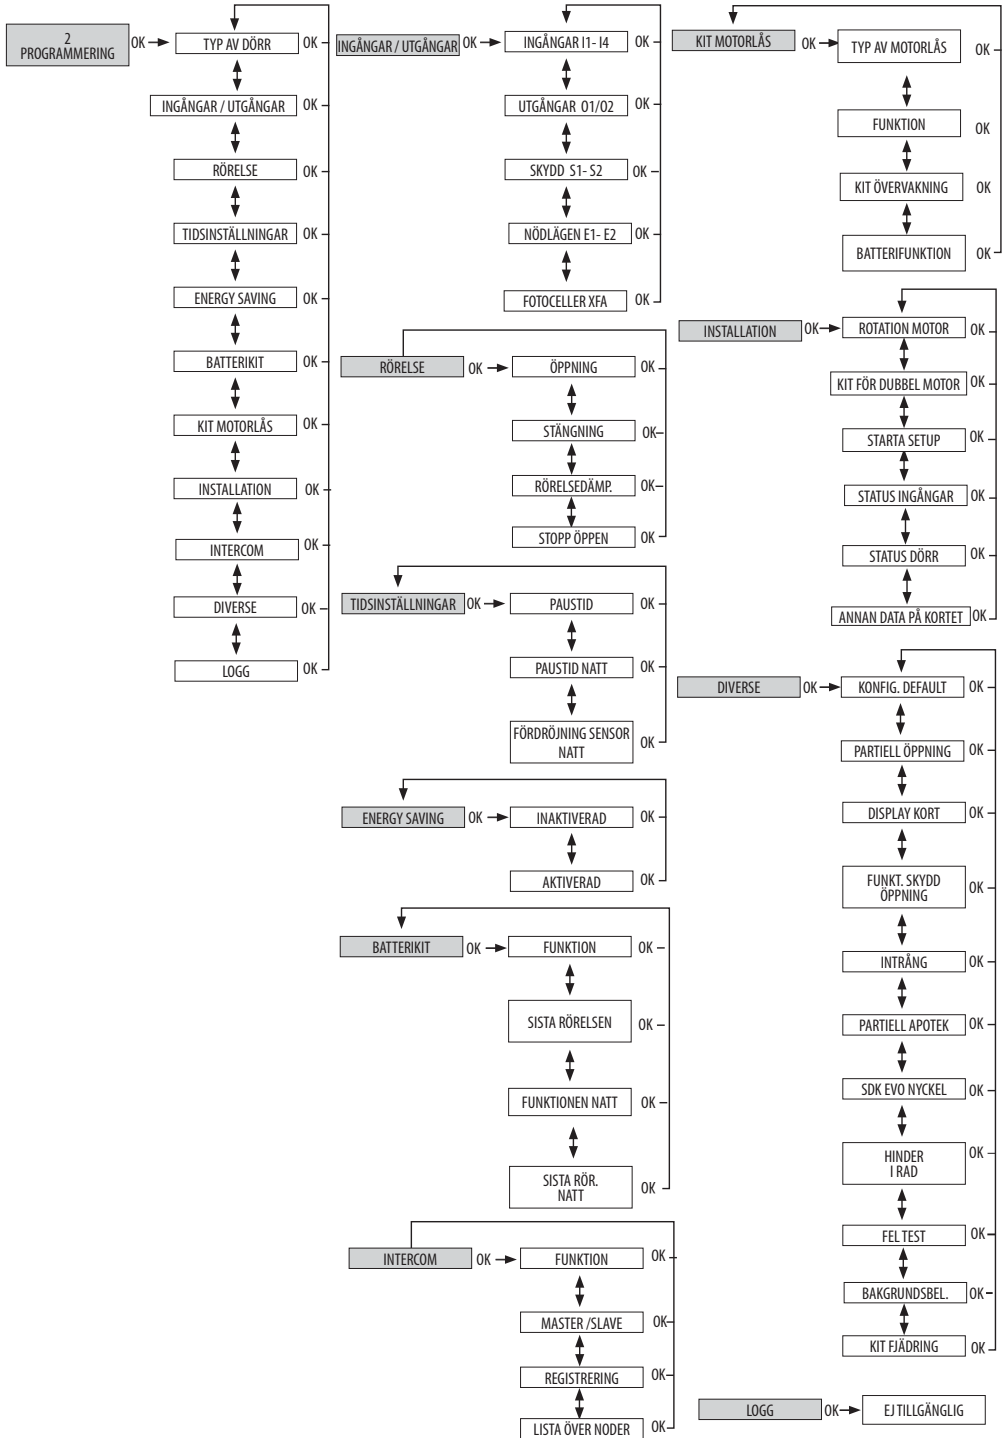 2
PROGRAMMERING
OK
TYP AV DÖRR
OK
INGÅNGAR / UTGÅNGAR
OK
RÖRELSE
OK
TIDSINSTÄLLNINGAR
OK
ENERGY SAVING
OK
BATTERIKIT
OK
KIT MOTORLÅS
OK
INSTALLATION
OK
INTERCOM
OK
DIVERSE
OK
LOGG
OK
INGÅNGAR / UTGÅNGAR
OK
INGÅNGAR I1- I4
OK
UTGÅNGAR O1/O2
OK
SKYDD S1- S2
OK
NÖDLÄGEN E1- E2
OK
FOTOCELLER XFA
OK
RÖRELSE
OK
ÖPPNING
OK
STÄNGNING
OK
RÖRELSEDÄMP.
OK
STOPP ÖPPEN
OK
TIDSINSTÄLLNINGAR
OK
PAUSTID
OK
PAUSTID NATT
OK
FÖRDRÖJNING SENSOR
NATT
OK
ENERGY SAVING
OK
INAKTIVERAD
OK
AKTIVERAD
OK
BATTERIKIT
OK
FUNKTION
OK
SISTA RÖRELSEN
OK
FUNKTIONEN NATT
OK
SISTA RÖR.
NATT
OK
INTERCOM
OK
FUNKTION
OK
MASTER /SLAVE
OK
REGISTRERING
OK
LISTA ÖVER NODER
OK
KIT MOTORLÅS
OK
TYP AV MOTORLÅS
OK
FUNKTION
OK
KIT ÖVERVAKNING
OK
BATTERIFUNKTION
OK
INSTALLATION
OK
ROTATION MOTOR
OK
KIT FÖR DUBBEL MOTOR
OK
STARTA SETUP
OK
STATUS INGÅNGAR
OK
STATUS DÖRR
OK
ANNAN DATA PÅ KORTET
OK
DIVERSE
OK
KONFIG. DEFAULT
OK
PARTIELL ÖPPNING
OK
DISPLAY KORT
OK
FUNKT. SKYDD
ÖPPNING
OK
INTRÅNG
OK
PARTIELL APOTEK
OK
SDK EVO NYCKEL
OK
HINDER
I RAD
OK
FEL TEST
OK
BAKGRUNDSBEL.
OK
KIT FJÄDRING
OK
LOGG
OK
EJ TILLGÄNGLIG